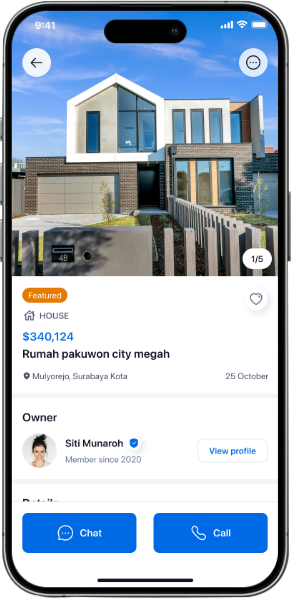 9:41
4B
1/5
Featured
HOUSE
$340,124
Rumah pakuwon city megah
Mulyorejo, Surabaya Kota
25 October
Owner
Siti Munaroh
Member since 2020
View profile
Chat
Call